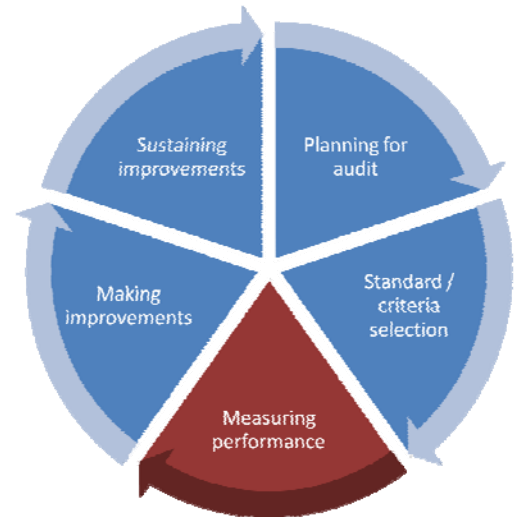 Planning for
audit
Standard /
criteria
selection
Measuring
performance
Making
improvements
Sustaining
improvements